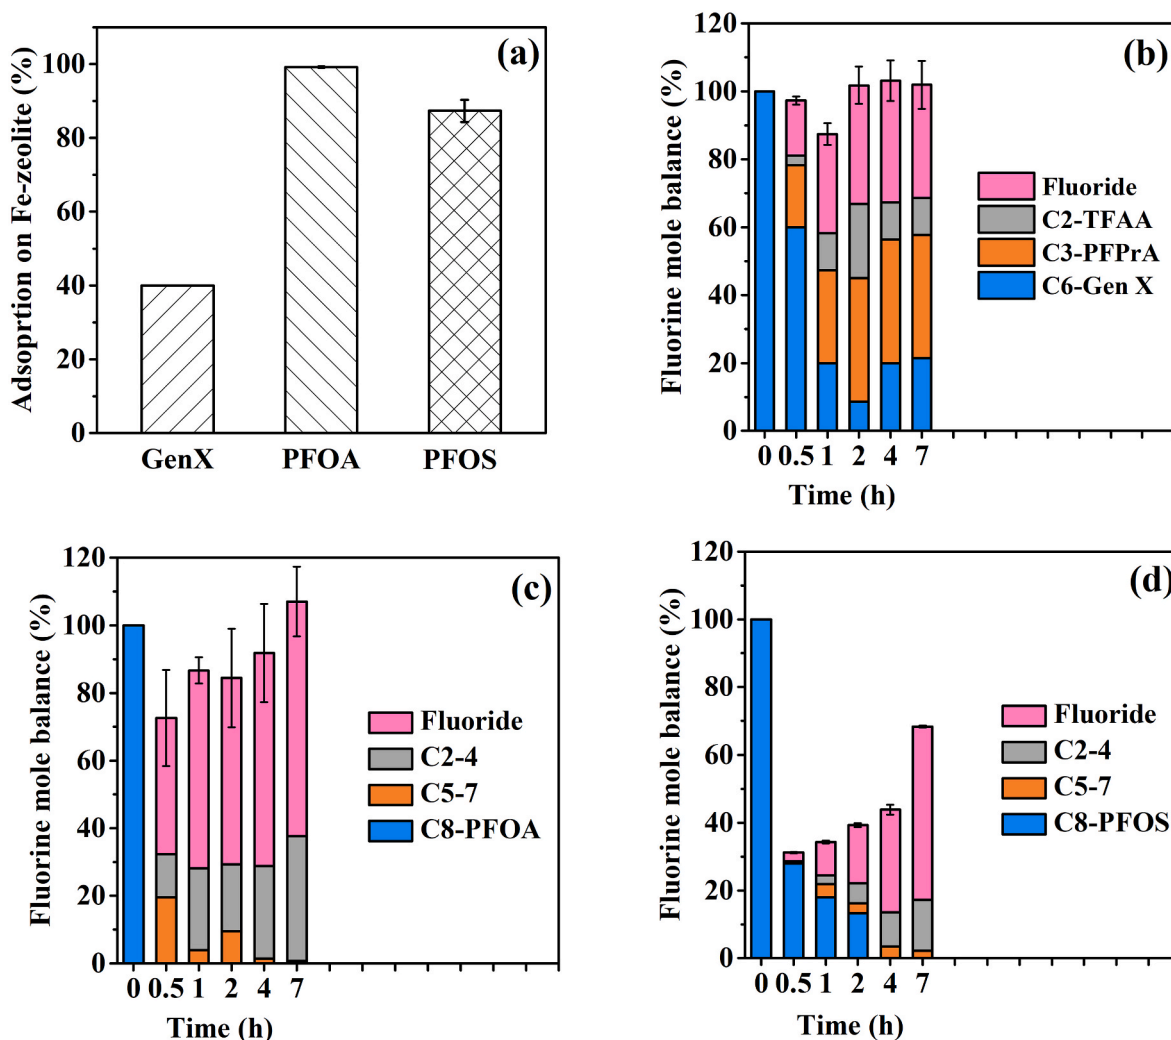 (a)
Adsoprtion on Fe-zeolite (%)
100
80
60
40
20
0
GenX PFOA PFOS
(b)
Fluorine mole balance (%)
120
100
80
60
40
20
0
Fluoride
C2-TFAA
C3-PFPrA
C6-Gen X
0 0.5 1 2 4 7
Time (h)
(c)
Fluorine mole balance (%)
120
100
80
60
40
20
0
Fluoride
C2-4
C5-7
C8-PFOA
0 0.5 1 2 4 7
Time (h)
(d)
Fluorine mole balance (%)
120
100
80
60
40
20
0
Fluoride
C2-4
C5-7
C8-PFOS
0 0.5 1 2 4 7
Time (h)